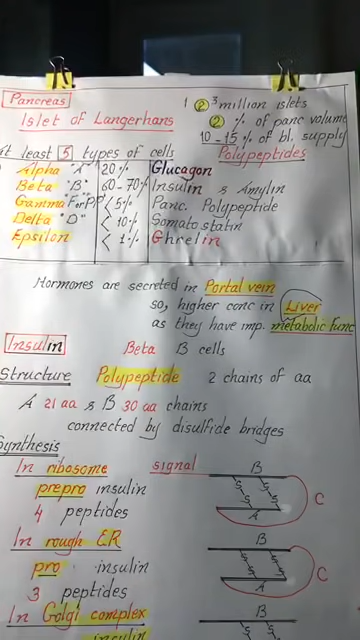 Pancreas
1 2 3 million islets
Islet of Langerhans
2 % of panc volume
10-15% of bl. supply
at least 5 types of cells
Polypeptides
Alpha "A" 20% Glucagon
Beta "B" 60-70% Insulin & Amylin
Gamma "F or PP" < 5% Panc. Polypeptide
Delta "D" < 10% Somatostatin
Epsilon < 1% Ghrelin
Hormones are secreted in Portal vein
so, higher conc in Liver
as they have imp. metabolic func
Insulin Beta B cells
Structure Polypeptide 2 chains of aa
A 21 aa & B 30 aa chains
connected by disulfide bridges
Synthesis
In ribosome signal B
prepro insulin S S S S C
4 peptides A
In rough ER B
pro insulin S S S S C
3 peptides A
In Golgi complex B
insulin S S